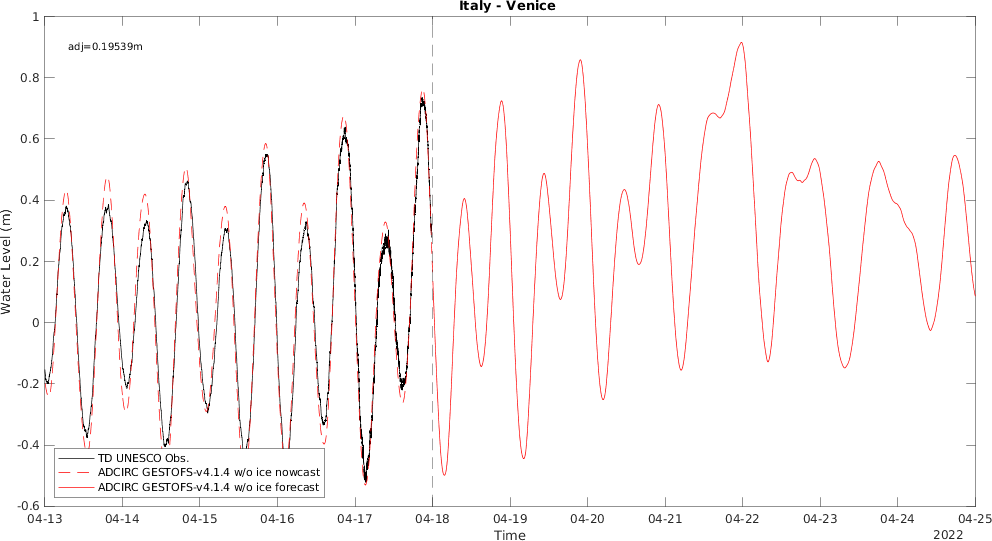 Italy - Venice
adj=0.19539m
1
0.8
0.6
0.4
0.2
0
-0.2
-0.4
-0.6
Water Level (m)
TD UNESCO Obs.
ADCIRC GESTOFS-v4.1.4 w/o ice nowcast
ADCIRC GESTOFS-v4.1.4 w/o ice forecast
04-13 04-14 04-15 04-16 04-17 04-18 04-19 04-20 04-21 04-22 04-23 04-24 04-25
Time
2022